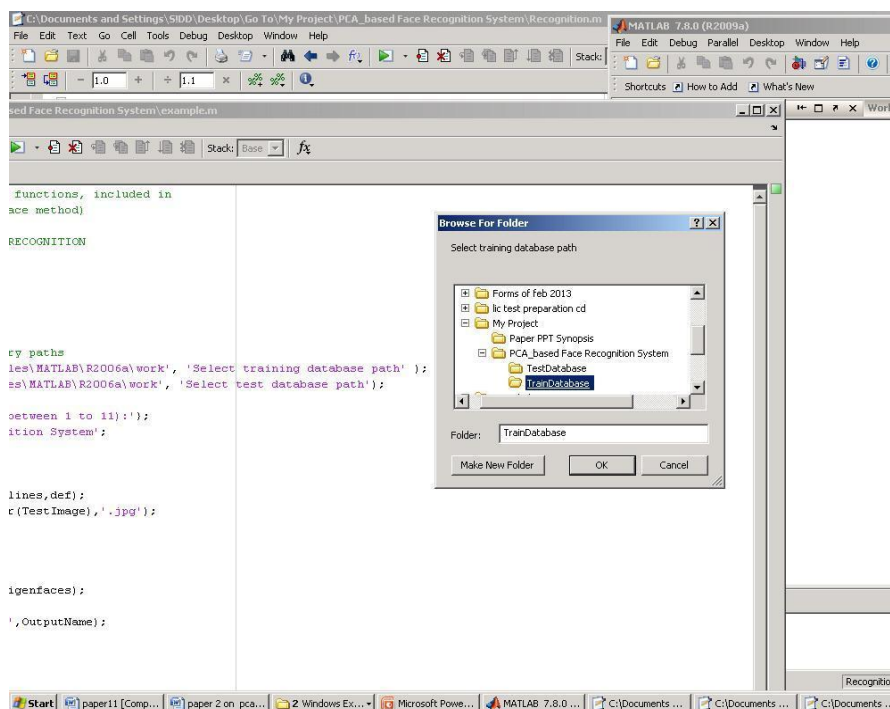 C:\Documents and Settings\SIDD\Desktop\Go To\My Project\PCA_based Face Recognition System\Recognition.m
File Edit Text Go Cell Tools Debug Desktop Window Help
Stack:
1.0 + ÷ 1.1 ×
MATLAB 7.8.0 (R2009a)
File Edit Debug Parallel Desktop Window Help
Shortcuts How to Add What's New
sed Face Recognition System\example.m
Work
Stack: Base fx
functions, included in
ace method)
RECOGNITION
ry paths
les\MATLAB\R2006a\work', 'Select training database path' );
es\MATLAB\R2006a\work', 'Select test database path');
between 1 to 11):');
ition System';
lines,def);
r(TestImage),'.jpg');
igenfaces);
',OutputName);
Browse For Folder
Select training database path
Forms of feb 2013
lic test preparation cd
My Project
Paper PPT Synopsis
PCA_based Face Recognition System
TestDatabase
TrainDatabase
Folder: TrainDatabase
Make New Folder OK Cancel
Recognitio
Start paper11 [Comp... paper 2 on pca... 2 Windows Ex... Microsoft Powe... MATLAB 7.8.0 ... C:\Documents ... C:\Documents ... C:\Documents ...